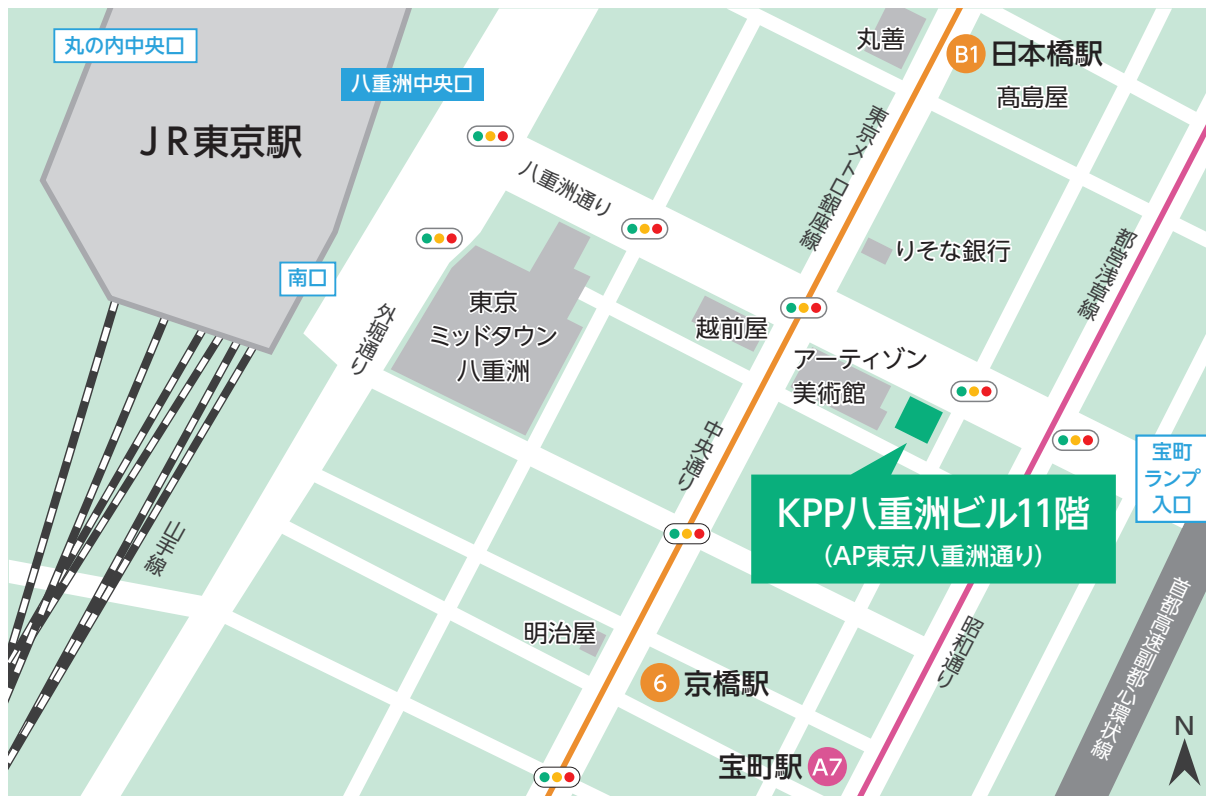 丸の内中央口
丸善
B1 日本橋駅
髙島屋
八重洲中央口
JR東京駅
東京メトロ銀座線
八重洲通り
都営浅草線
りそな銀行
南口
東京
ミッドタウン
八重洲
外堀通り
越前屋
アーティゾン
美術館
中央通り
宝町
ランプ
入口
KPP八重洲ビル11階
(AP東京八重洲通り)
山手線
首都高速副都心環状線
明治屋
昭和通り
6 京橋駅
N
宝町駅 A7